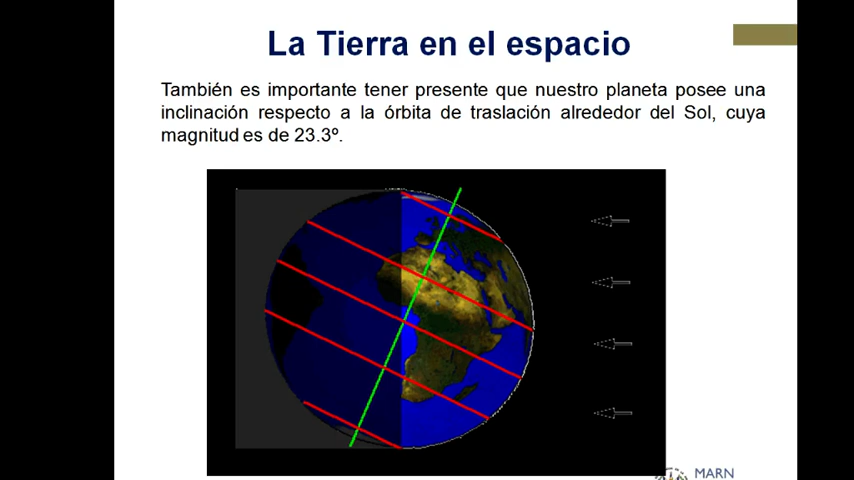 La Tierra en el espacio
También es importante tener presente que nuestro planeta posee una
inclinación respecto a la órbita de traslación alrededor del Sol, cuya
magnitud es de 23.3º.
MARN